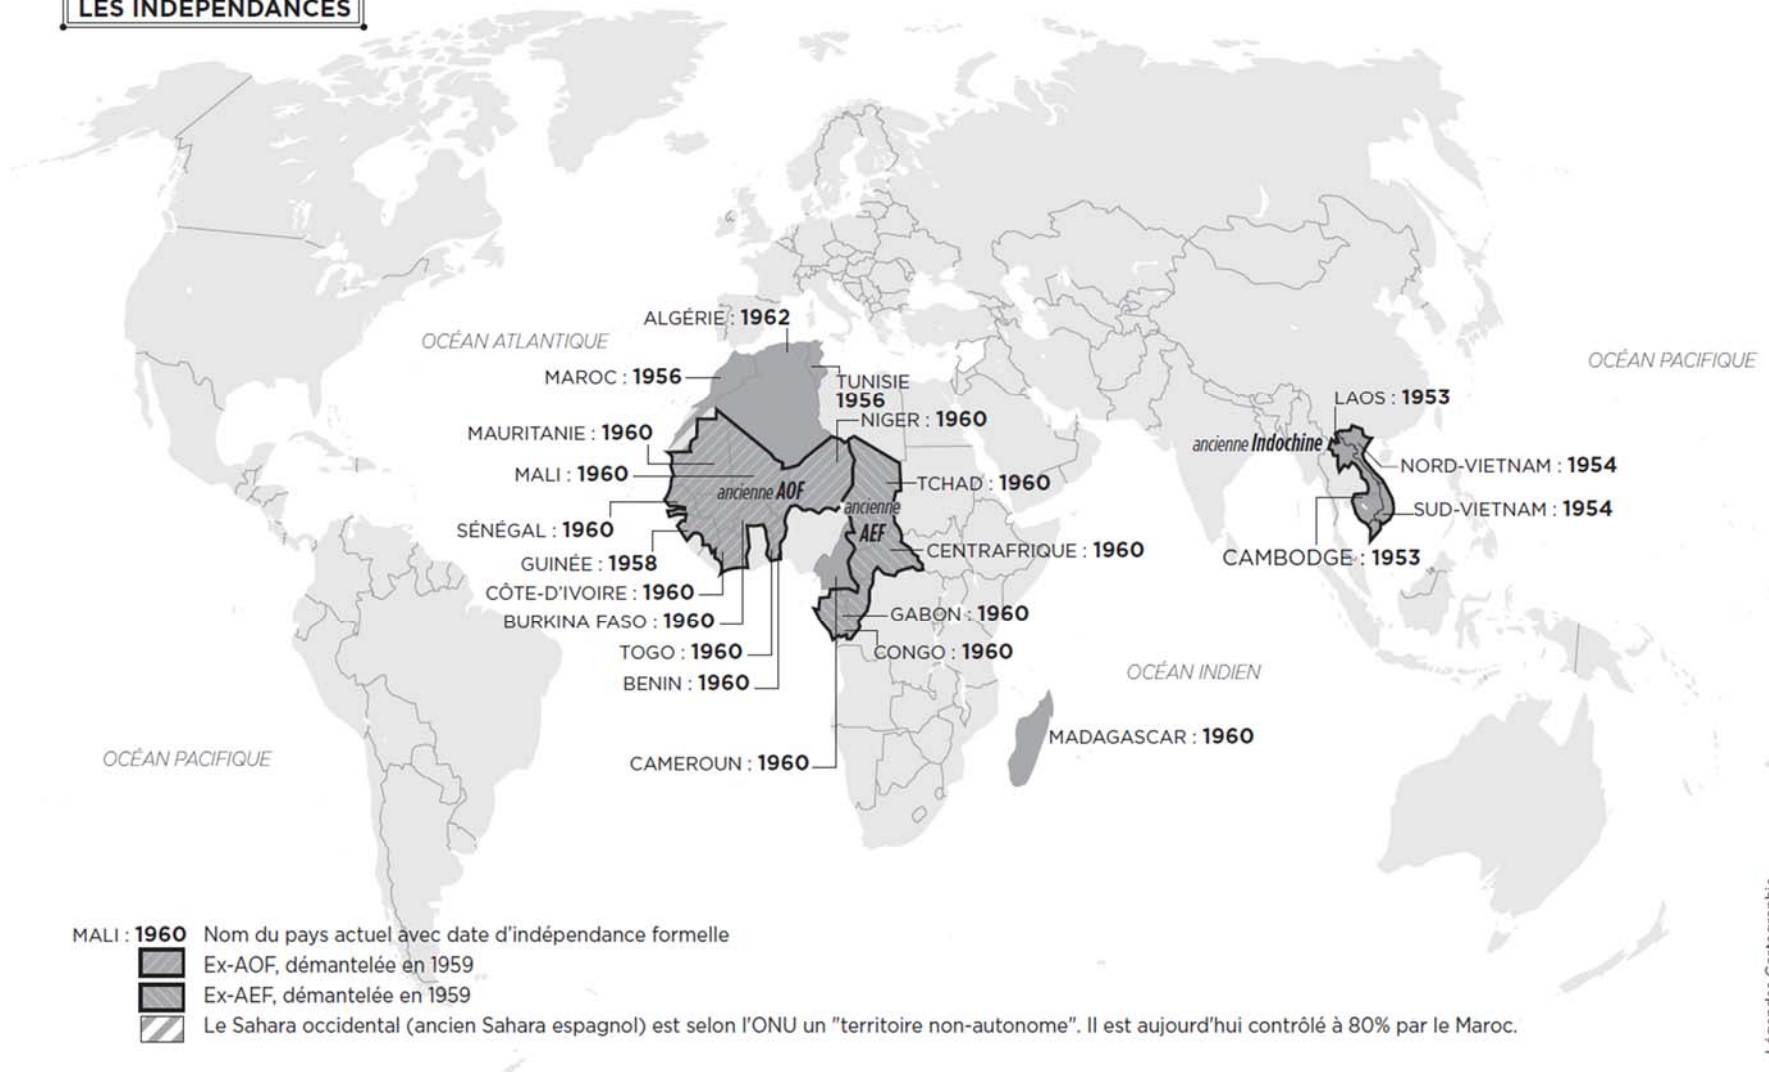 LES INDÉPENDANCES
ALGÉRIE : 1962
OCÉAN ATLANTIQUE
OCÉAN PACIFIQUE
MAROC : 1956
TUNISIE
1956
LAOS : 1953
NIGER : 1960
MAURITANIE : 1960
ancienne Indochine
NORD-VIETNAM : 1954
MALI : 1960
TCHAD : 1960
ancienne AOF
ancienne
AEF
SUD-VIETNAM : 1954
SÉNÉGAL : 1960
CENTRAFRIQUE : 1960
CAMBODGE : 1953
GUINÉE : 1958
CÔTE-D'IVOIRE : 1960
GABON : 1960
BURKINA FASO : 1960
TOGO : 1960
CONGO : 1960
OCÉAN INDIEN
BENIN : 1960
MADAGASCAR : 1960
OCÉAN PACIFIQUE
CAMEROUN : 1960
MALI : 1960 Nom du pays actuel avec date d'indépendance formelle
Ex-AOF, démantelée en 1959
Ex-AEF, démantelée en 1959
Le Sahara occidental (ancien Sahara espagnol) est selon l'ONU un "territoire non-autonome". Il est aujourd'hui contrôlé à 80% par le Maroc.